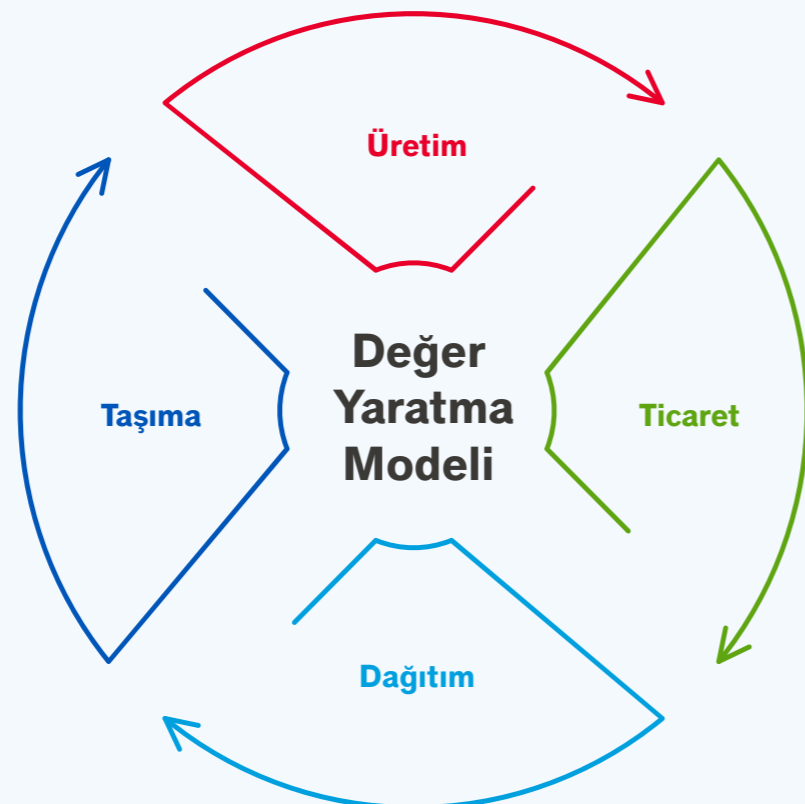 Üretim
Değer
Yaratma
Modeli
Taşıma
Ticaret
Dağıtım